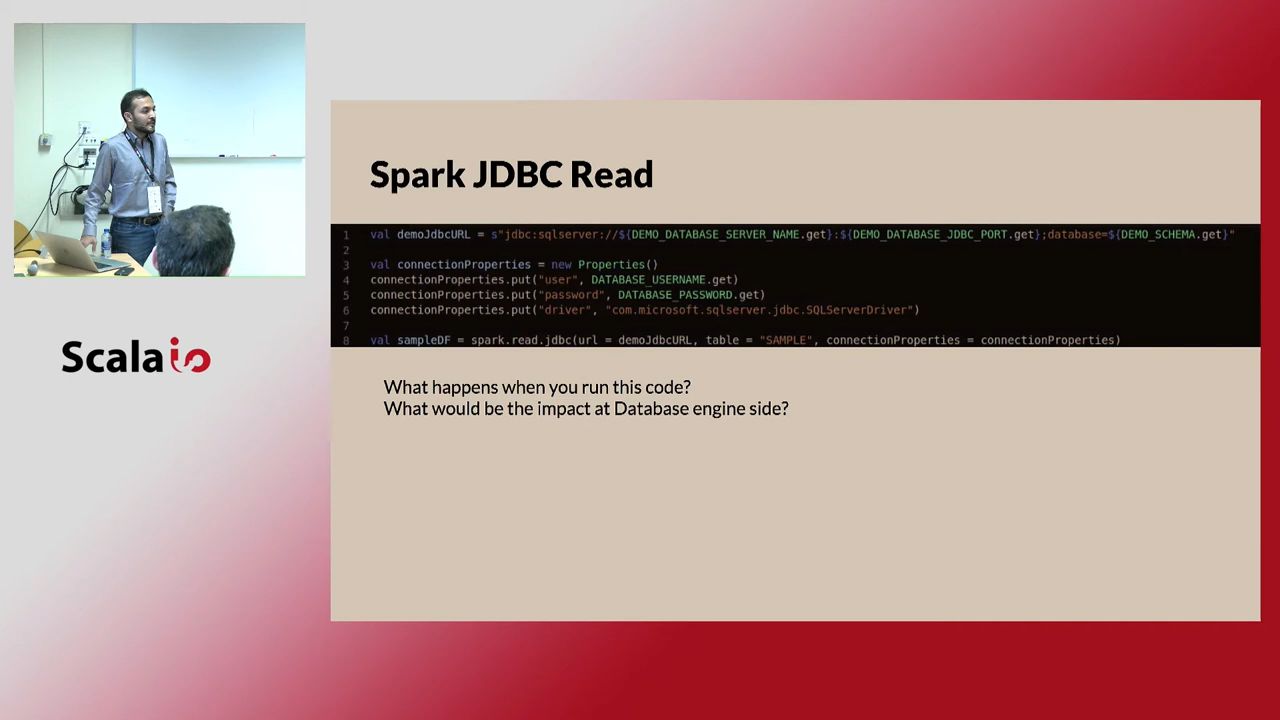 Scala
io
Spark JDBC Read
1 val demoJdbcURL = s"jdbc:sqlserver://${DEMO_DATABASE_SERVER_NAME.get}:${DEMO_DATABASE_JDBC_PORT.get};database=${DEMO_SCHEMA.get}"
2
3 val connectionProperties = new Properties()
4 connectionProperties.put("user", DATABASE_USERNAME.get)
5 connectionProperties.put("password", DATABASE_PASSWORD.get)
6 connectionProperties.put("driver", "com.microsoft.sqlserver.jdbc.SQLServerDriver")
7
8 val sampleDF = spark.read.jdbc(url = demoJdbcURL, table = "SAMPLE", connectionProperties = connectionProperties)
What happens when you run this code?
What would be the impact at Database engine side?